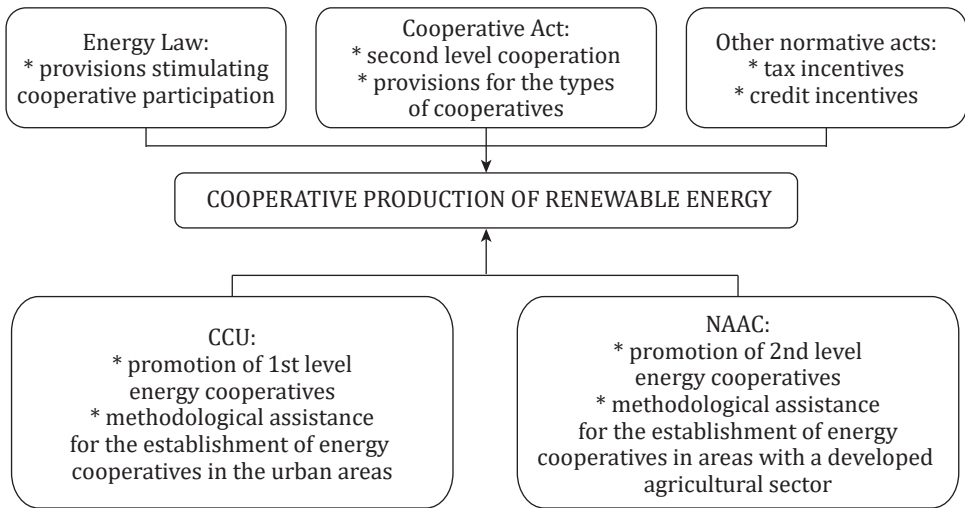 Energy Law:
* provisions stimulating
cooperative participation
Cooperative Act:
* second level cooperation
* provisions for the types
of cooperatives
Other normative acts:
* tax incentives
* credit incentives
COOPERATIVE PRODUCTION OF RENEWABLE ENERGY
CCU:
* promotion of 1st level
energy cooperatives
* methodological assistance
for the establishment of energy
cooperatives in the urban areas
NAAC:
* promotion of 2nd level
energy cooperatives
* methodological assistance
for the establishment of energy
cooperatives in areas with a developed
agricultural sector